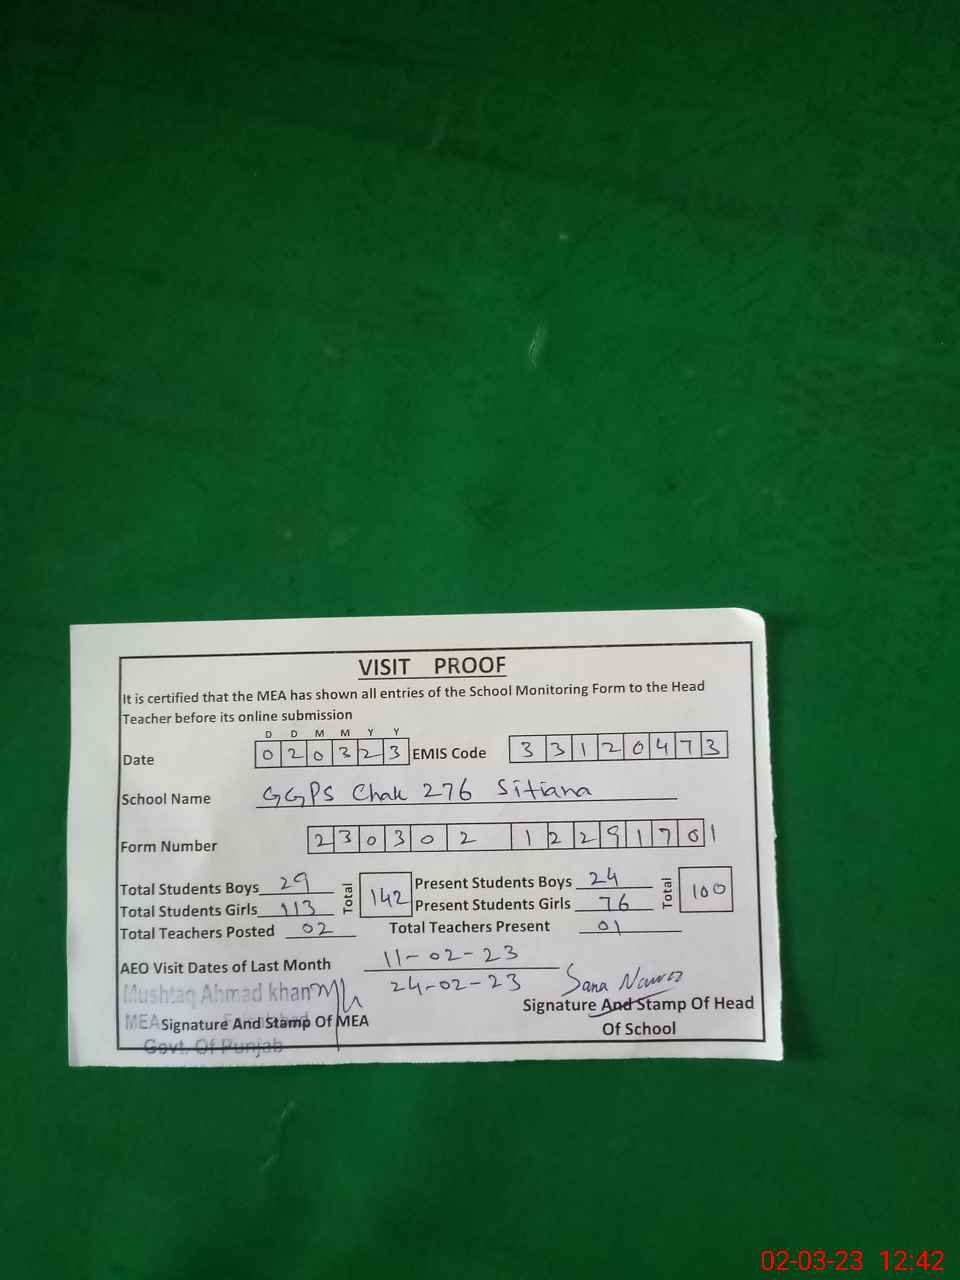 VISIT PROOF
It is certified that the MEA has shown all entries of the School Monitoring Form to the Head
Teacher before its online submission
D D M M Y Y
Date 0 2 0 3 2 3 EMIS Code 3 3 1 2 0 4 7 3
School Name GGPS Chak 276 Sitiana
Form Number 2 3 0 3 0 2 1 2 2 9 1 7 0 1
Total Students Boys 29 Total 142 Present Students Boys 24 Total 100
Total Students Girls 113 Present Students Girls 76
Total Teachers Posted 02 Total Teachers Present 01
AEO Visit Dates of Last Month 11-02-23
24-02-23
Mushtaq Ahmad khan Sana Nawaz
MEA Signature And Stamp Of MEA Signature And Stamp Of Head
Of School
Govt. Of Punjab
02-03-23 12:42